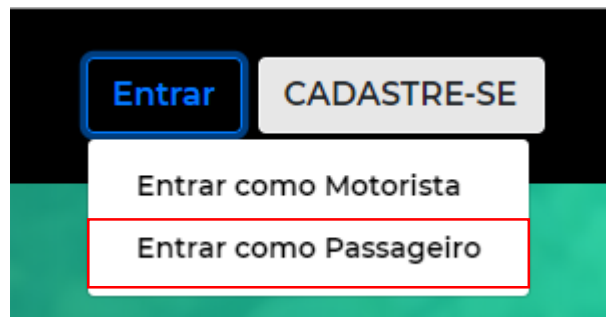 Entrar
CADASTRE-SE
Entrar como Motorista
Entrar como Passageiro